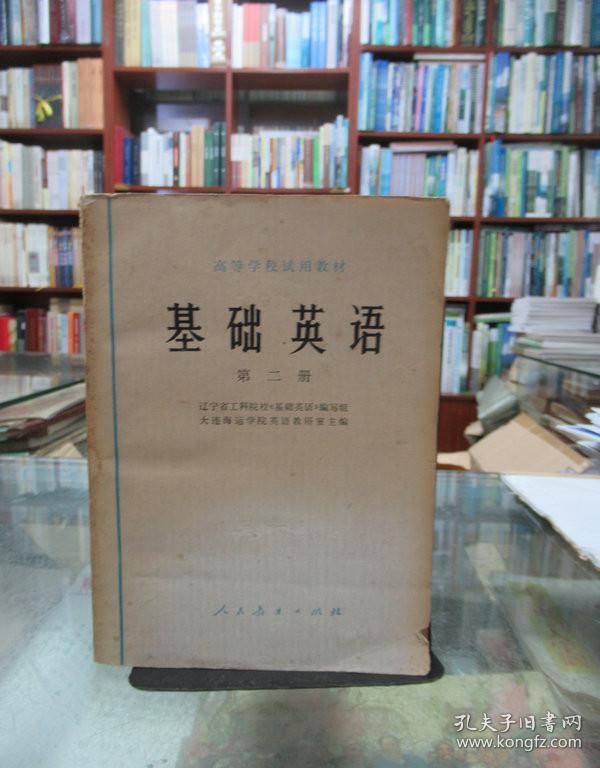 高等学校试用教材
基础英语
第二册
辽宁省工科院校《基础英语》编写组
大连海运学院英语教研室主编
人民教育出版社
孔夫子旧书网
www.kongfz.com